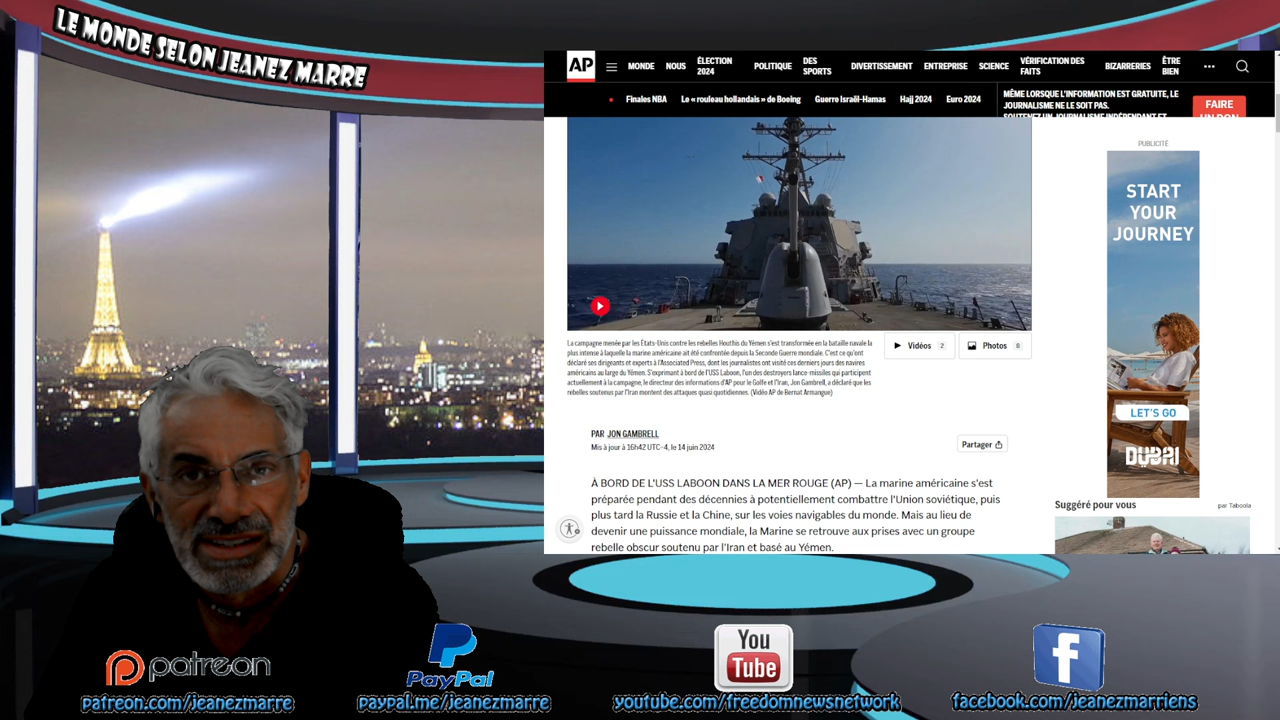 LE MONDE SELON JEANEZ MARRE
AP
MONDE
NOUS
ÉLECTION
2024
POLITIQUE
DES
SPORTS
DIVERTISSEMENT
ENTREPRISE
SCIENCE
VÉRIFICATION DES
FAITS
BIZARRERIES
ÊTRE
BIEN
Finales NBA
Le « rouleau hollandais » de Boeing
Guerre Israël-Hamas
Hajj 2024
Euro 2024
MÊME LORSQUE L'INFORMATION EST GRATUITE, LE
JOURNALISME NE LE SOIT PAS.
SOUTENEZ UN JOURNALISME INDÉPENDANT ET
FAIRE
UN DON
PUBLICITÉ
START
YOUR
JOURNEY
LET'S GO
DUBAI
La campagne menée par les États-Unis contre les rebelles Houthis du Yémen s'est transformée en la bataille navale la
plus intense à laquelle la marine américaine ait été confrontée depuis la Seconde Guerre mondiale. C'est ce qu'ont
déclaré ses dirigeants et experts à l'Associated Press, dont les journalistes ont visité ces derniers jours des navires
américains au large du Yémen. S'exprimant à bord de l'USS Laboon, l'un des destroyers lance-missiles qui participent
actuellement à la campagne, le directeur des informations d'AP pour le Golfe et l'Iran, Jon Gambrell, a déclaré que les
rebelles soutenus par l'Iran montent des attaques quasi quotidiennes. (Vidéo AP de Bernat Armangue)
Vidéos 2
Photos 8
PAR JON GAMBRELL
Mis à jour à 16h42 UTC−4, le 14 juin 2024
Partager
À BORD DE L'USS LABOON DANS LA MER ROUGE (AP) — La marine américaine s'est
préparée pendant des décennies à potentiellement combattre l'Union soviétique, puis
plus tard la Russie et la Chine, sur les voies navigables du monde. Mais au lieu de
devenir une puissance mondiale, la Marine se retrouve aux prises avec un groupe
rebelle obscur soutenu par l'Iran et basé au Yémen.
Suggéré pour vous
par Taboola
patreon
PayPal
You
Tube
f
patreon.com/jeanezmarre
paypal.me/jeanezmarre
youtube.com/freedomnewsnetwork
facebook.com/jeanezmarriens